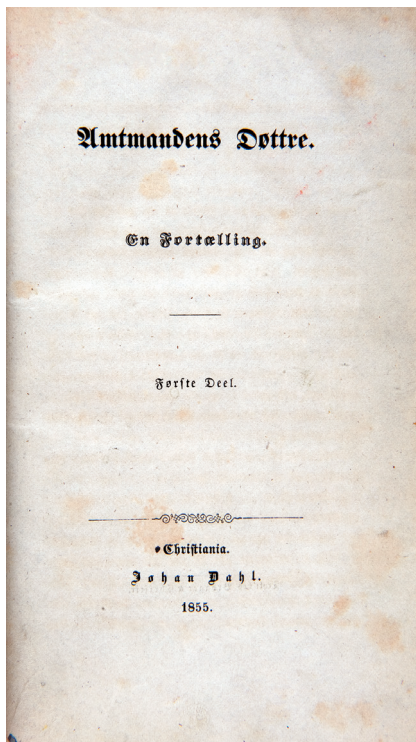 Amtmandens Døttre.
En Fortælling.
Første Deel.
Christiania.
Johan Dahl.
1855.